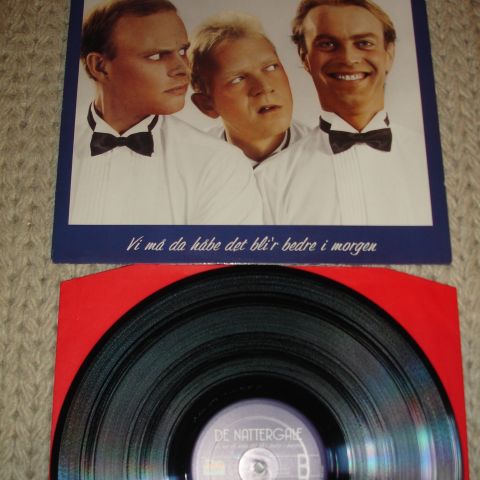 Vi må da håbe det bli'r bedre i morgen
DE NATTERGALE
B